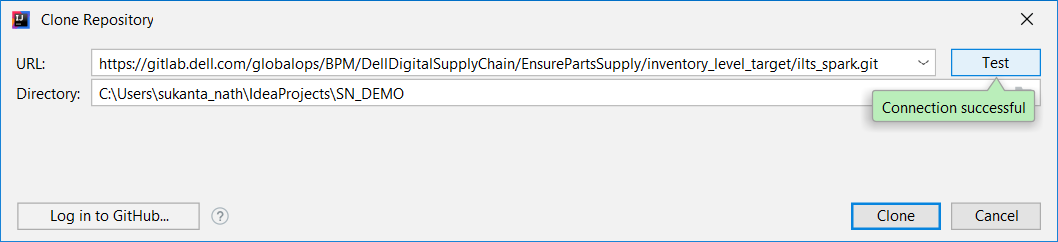 Clone Repository
URL: https://gitlab.dell.com/globalops/BPM/DellDigitalSupplyChain/EnsurePartsSupply/inventory_level_target/ilts_spark.git Test
Directory: C:\Users\sukanta_nath\IdeaProjects\SN_DEMO
Connection successful
Log in to GitHub... ? Clone Cancel